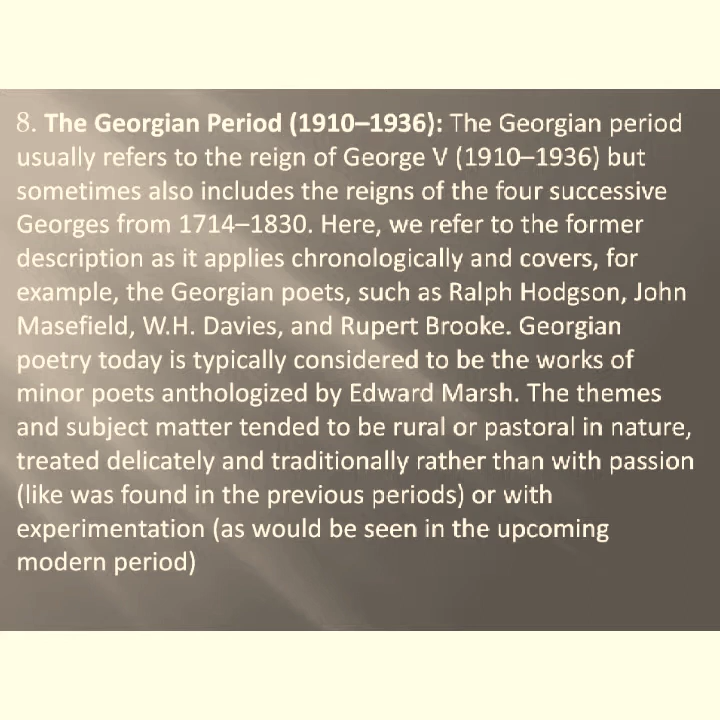 8. The Georgian Period (1910–1936): The Georgian period
usually refers to the reign of George V (1910–1936) but
sometimes also includes the reigns of the four successive
Georges from 1714–1830. Here, we refer to the former
description as it applies chronologically and covers, for
example, the Georgian poets, such as Ralph Hodgson, John
Masefield, W.H. Davies, and Rupert Brooke. Georgian
poetry today is typically considered to be the works of
minor poets anthologized by Edward Marsh. The themes
and subject matter tended to be rural or pastoral in nature,
treated delicately and traditionally rather than with passion
(like was found in the previous periods) or with
experimentation (as would be seen in the upcoming
modern period)